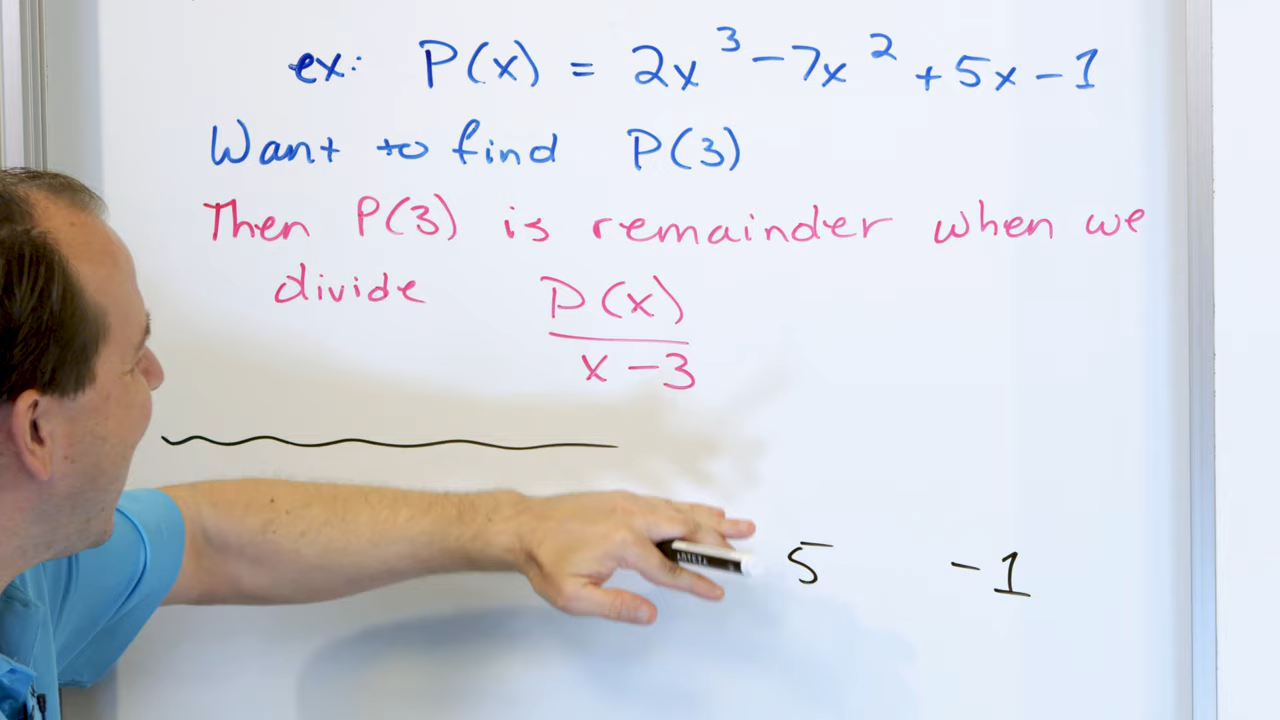 ex: P(x) = 2x³ - 7x² + 5x - 1
Want to find P(3)
Then P(3) is remainder when we
divide P(x)
x - 3
5 -1